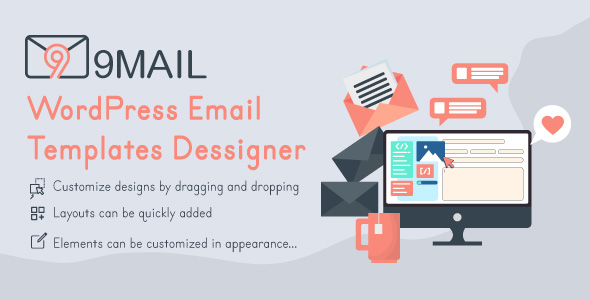 9MAIL
WordPress Email
Templates Dessigner
Customize designs by dragging and dropping
Layouts can be quickly added
Elements can be customized in appearance...